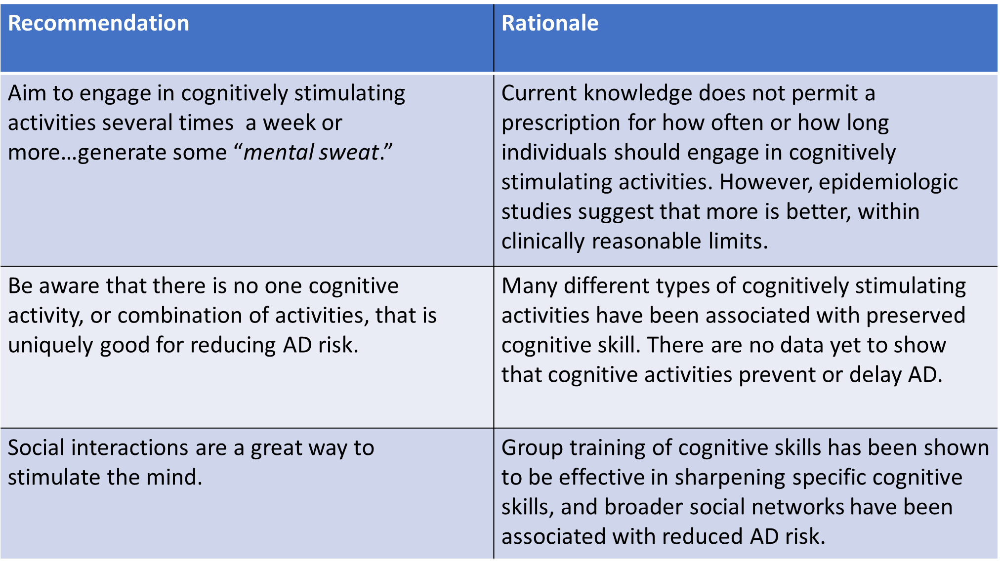 Recommendation
Rationale
Aim to engage in cognitively stimulating
activities several times  a week or
more…generate some “mental sweat.”
Current knowledge does not permit a
prescription for how often or how long
individuals should engage in cognitively
stimulating activities. However, epidemiologic
studies suggest that more is better, within
clinically reasonable limits.
Be aware that there is no one cognitive
activity, or combination of activities, that is
uniquely good for reducing AD risk.
Many different types of cognitively stimulating
activities have been associated with preserved
cognitive skill. There are no data yet to show
that cognitive activities prevent or delay AD.
Social interactions are a great way to
stimulate the mind.
Group training of cognitive skills has been shown
to be effective in sharpening specific cognitive
skills, and broader social networks have been
associated with reduced AD risk.